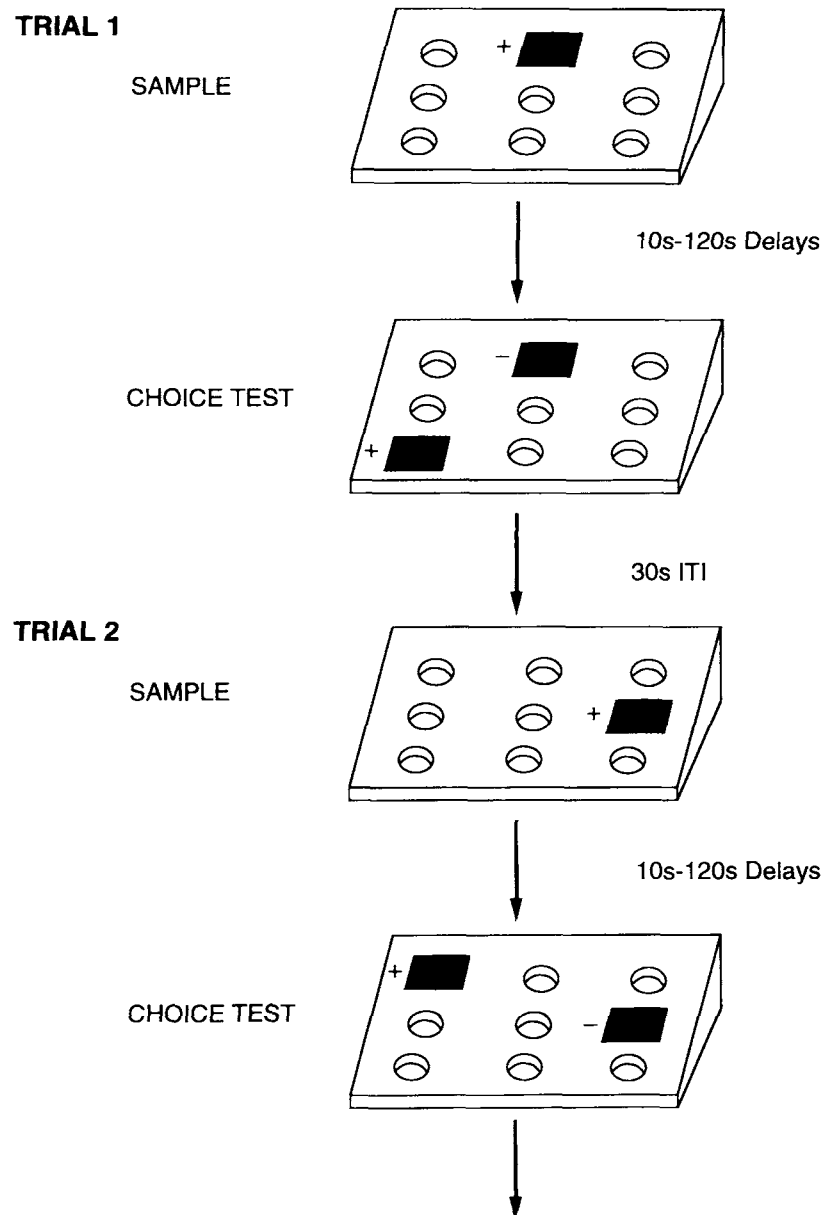 TRIAL 1
SAMPLE
+
10s-120s Delays
CHOICE TEST
−
+
30s ITI
TRIAL 2
SAMPLE
+
10s-120s Delays
CHOICE TEST
+
−